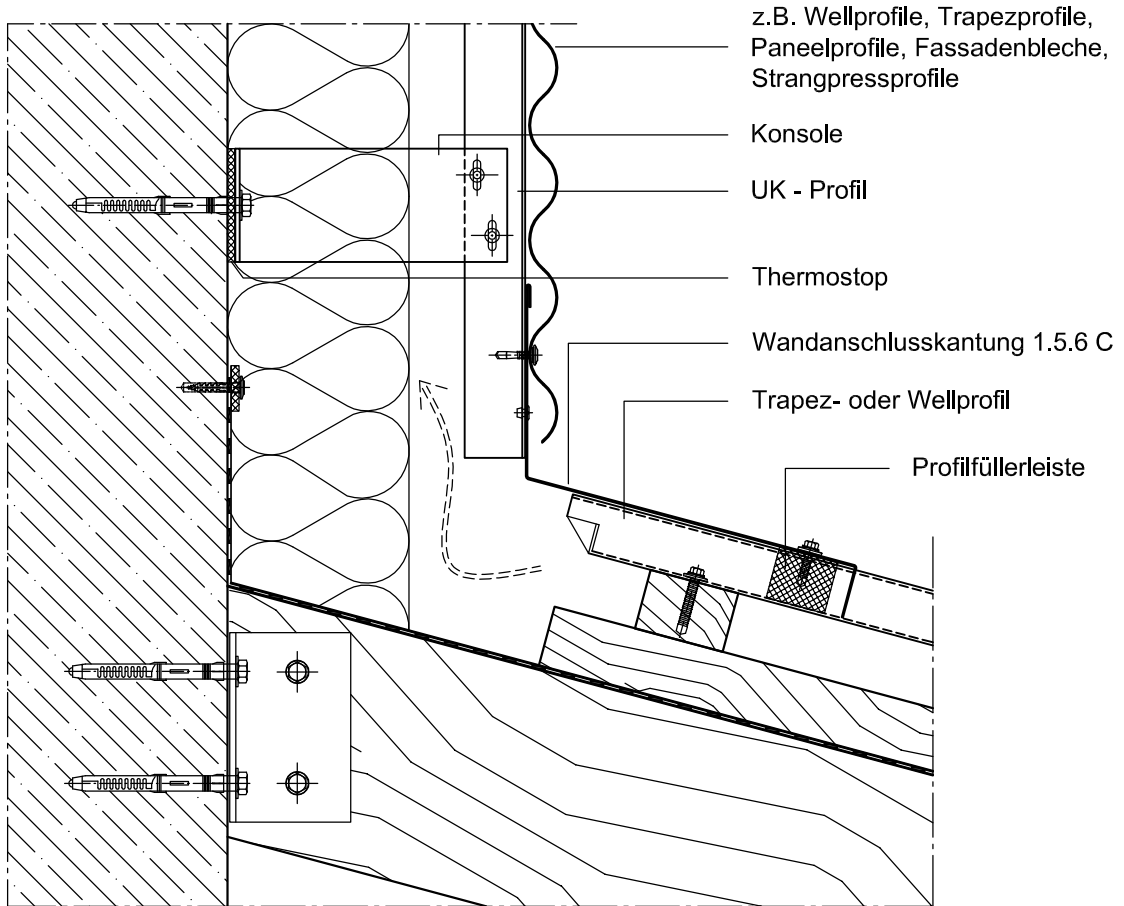 z.B. Wellprofile, Trapezprofile,
Paneelprofile, Fassadenbleche,
Strangpressprofile
Konsole
UK - Profil
Thermostop
Wandanschlusskantung 1.5.6 C
Trapez- oder Wellprofil
Profilfüllerleiste